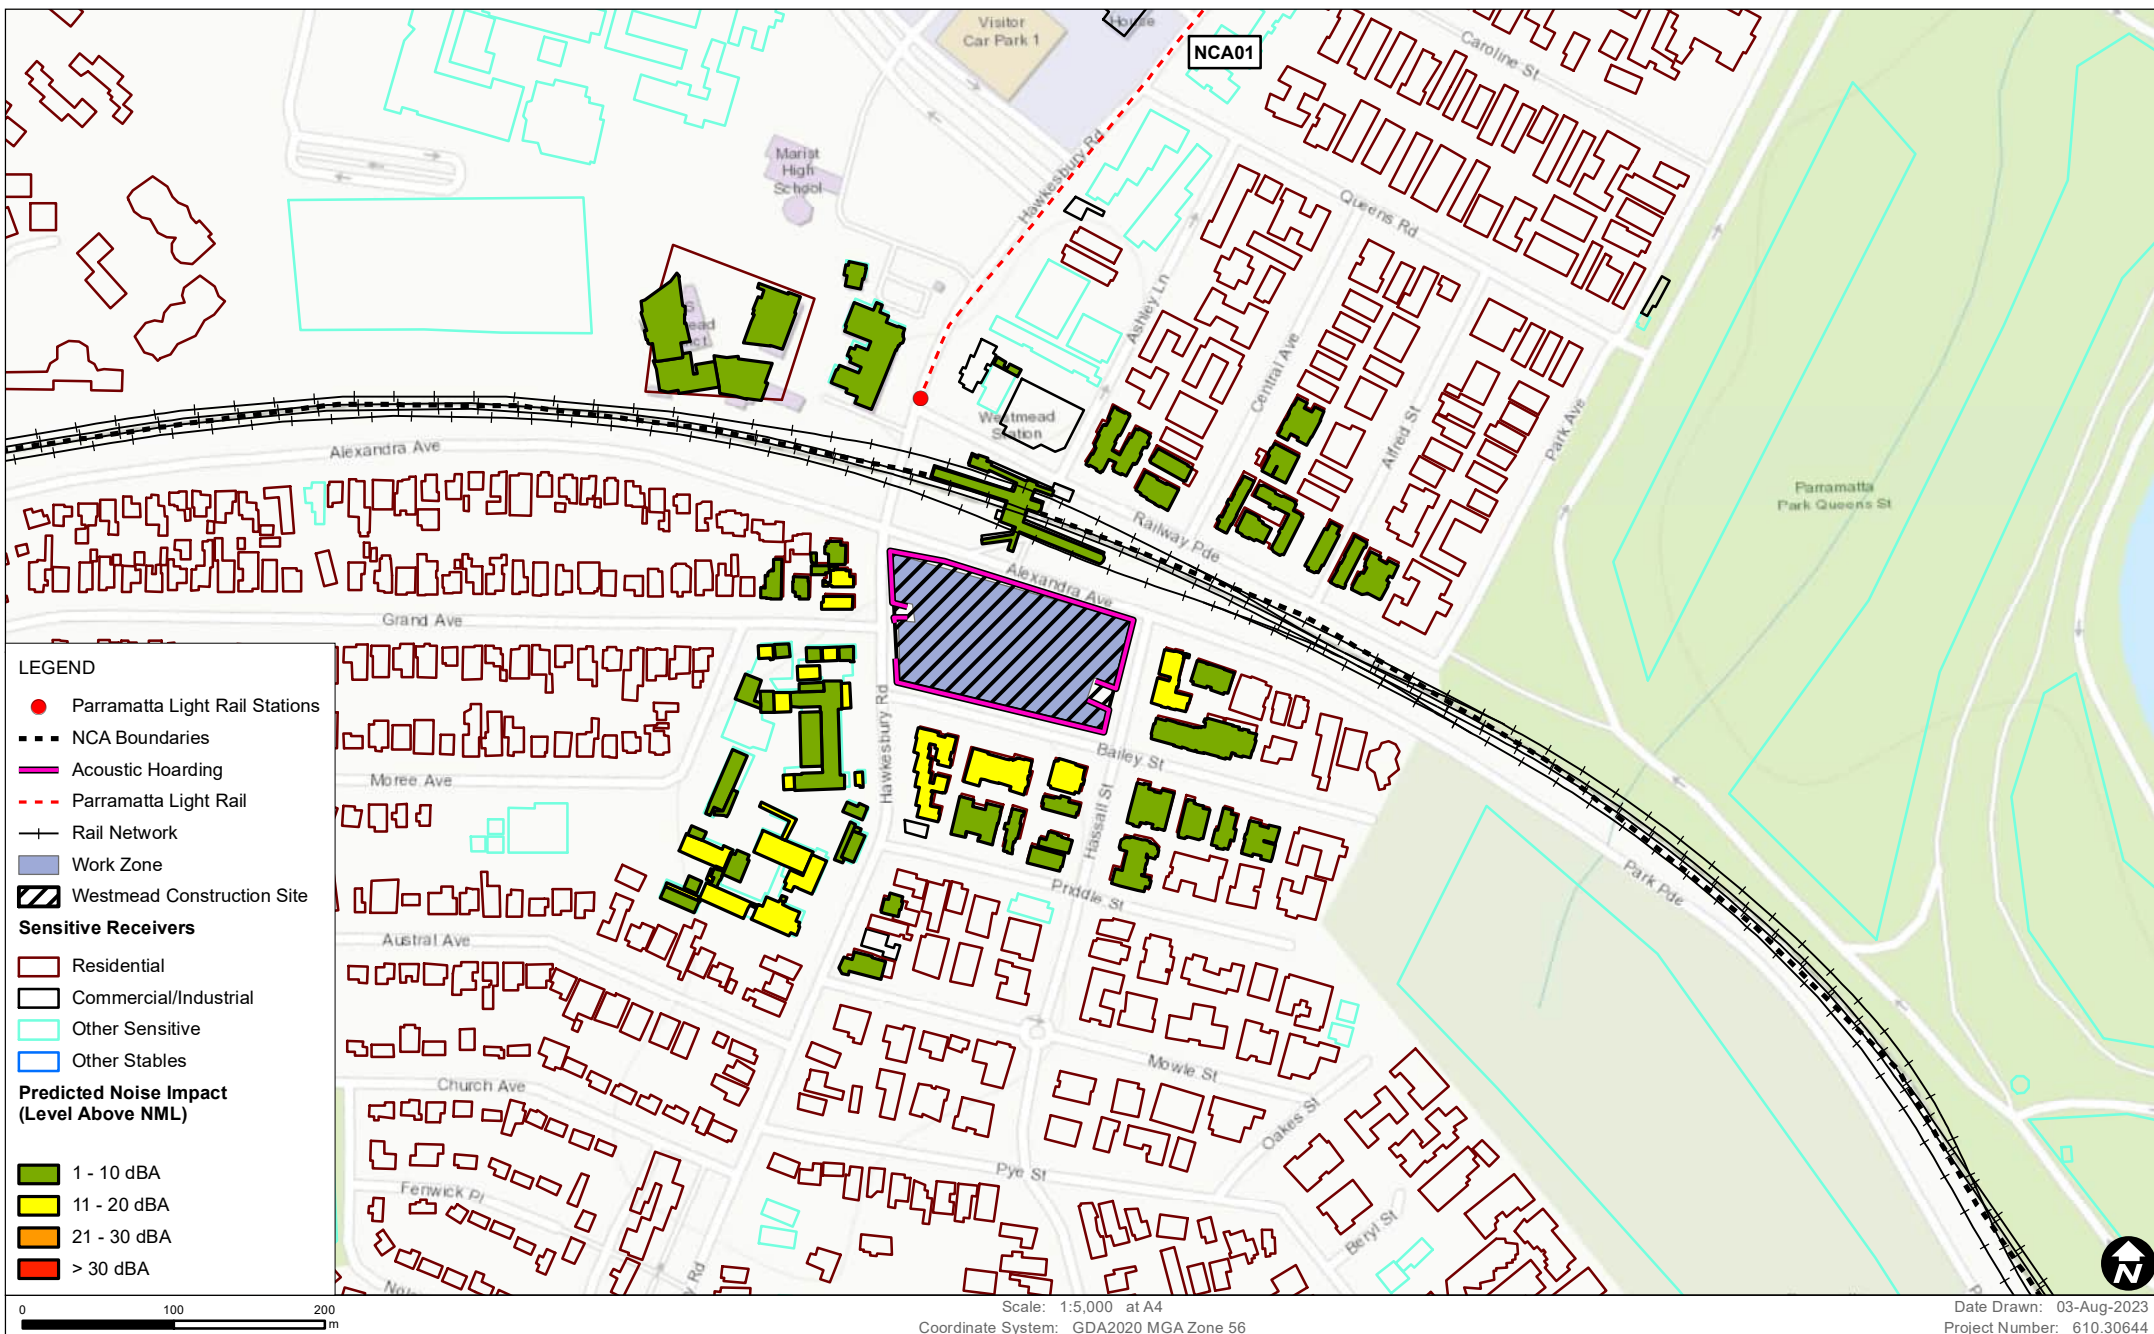 Visitor
Car Park 1
House
NCA01
Caroline St
Marist
High
School
Hawkesbury Rd
Queens Rd
Ashley Ln
Central Ave
Alfred St
Park Ave
Westmead
Station
Parramatta
Park Queens St
Alexandra Ave
Railway Pde
Alexandra Ave
Grand Ave
Hawkesbury Rd
Bailey St
Moree Ave
Hassall St
Priddle St
Park Pde
Austral Ave
Mowle St
Church Ave
Oakes St
Pye St
Fenwick Pl
Beryl St
LEGEND
Parramatta Light Rail Stations
NCA Boundaries
Acoustic Hoarding
Parramatta Light Rail
Rail Network
Work Zone
Westmead Construction Site
Sensitive Receivers
Residential
Commercial/Industrial
Other Sensitive
Other Stables
Predicted Noise Impact
(Level Above NML)
1 - 10 dBA
11 - 20 dBA
21 - 30 dBA
> 30 dBA
N
0 100 200
m
Scale: 1:5,000 at A4
Coordinate System: GDA2020 MGA Zone 56
Date Drawn: 03-Aug-2023
Project Number: 610.30644